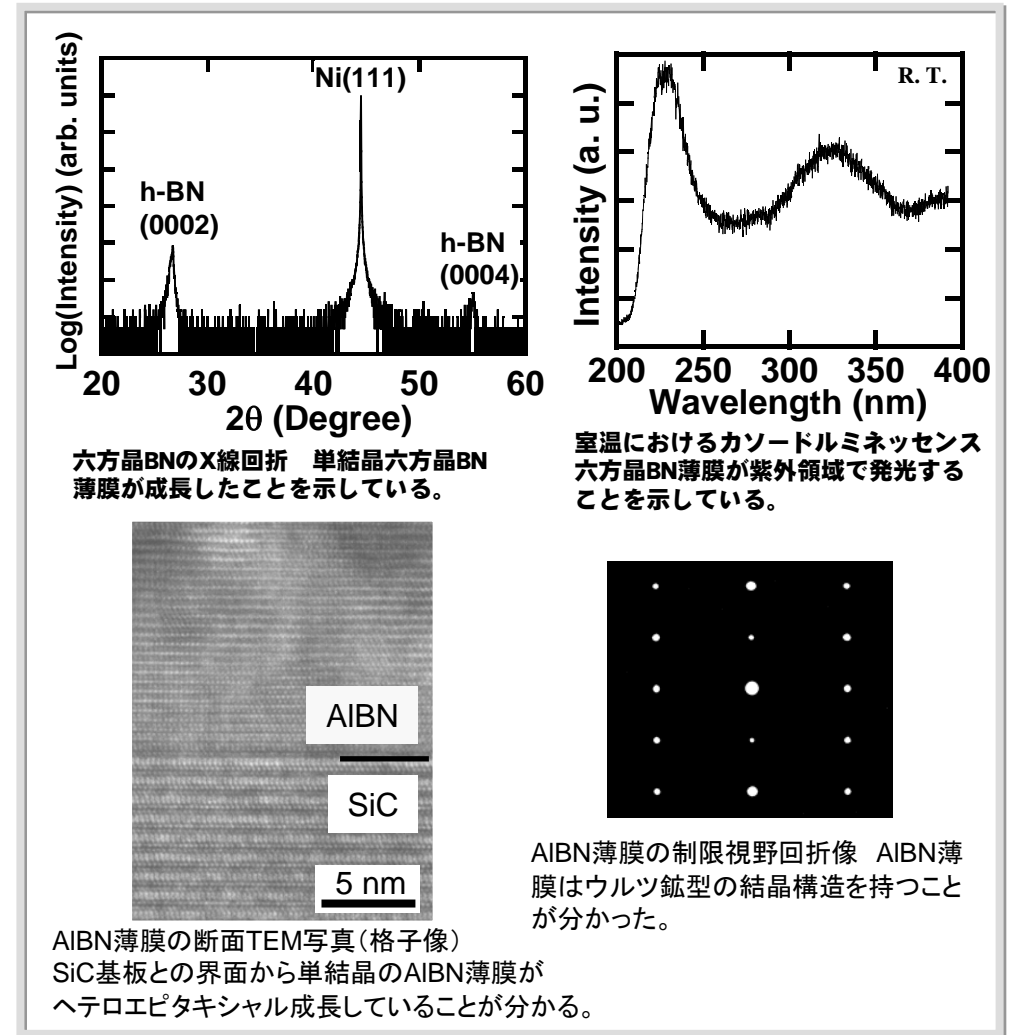 Log(Intensity) (arb. units)
Ni(111)
h-BN
(0002)
h-BN
(0004)
20 30 40 50 60
2θ (Degree)
六方晶BNのX線回折　単結晶六方晶BN
薄膜が成長したことを示している。
R. T.
Intensity (a. u.)
200 250 300 350 400
Wavelength (nm)
室温におけるカソードルミネッセンス
六方晶BN薄膜が紫外領域で発光する
ことを示している。
AlBN
SiC
5 nm
AlBN薄膜の断面TEM写真（格子像）
SiC基板との界面から単結晶のAlBN薄膜が
ヘテロエピタキシャル成長していることが分かる。
AlBN薄膜の制限視野回折像　AlBN薄
膜はウルツ鉱型の結晶構造を持つこと
が分かった。